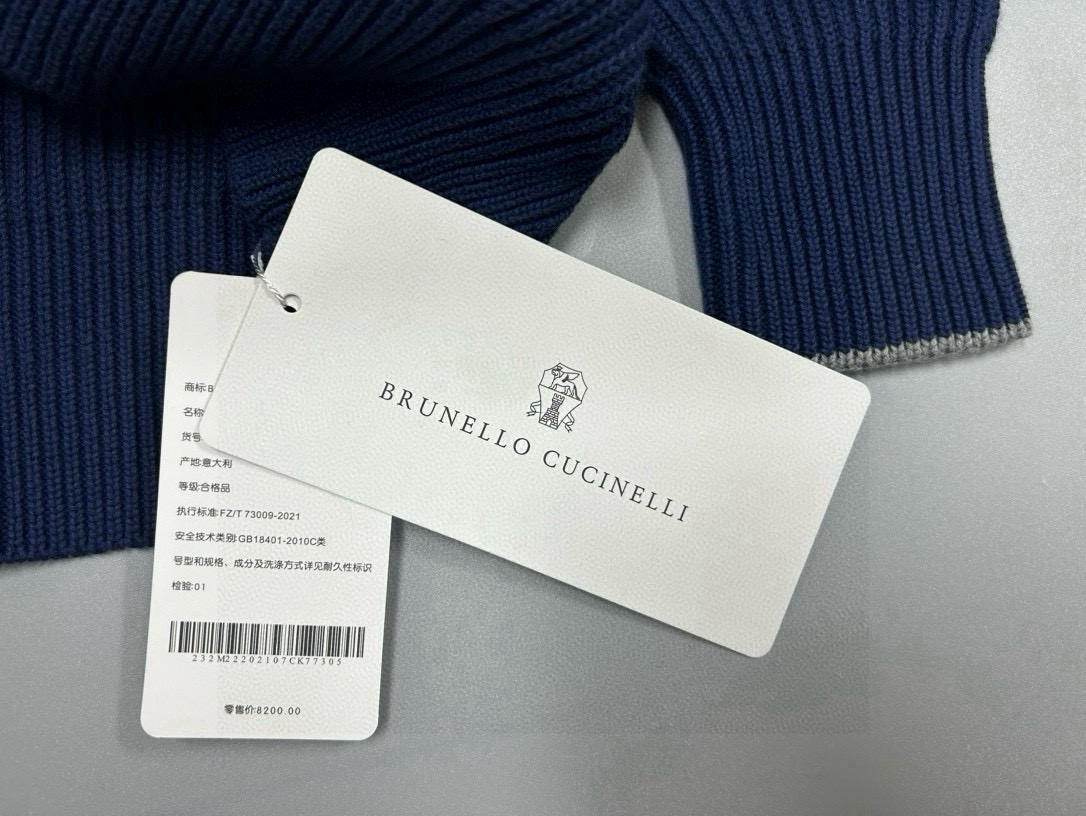 BRUNELLO CUCINELLI
商标:B
名称
货号
产地:意大利
等级:合格品
执行标准:FZ/T 73009-2021
安全技术类别:GB18401-2010C类
号型和规格、成分及洗涤方式详见耐久性标识
检验:01
232M22202107CK77305
零售价:8200.00